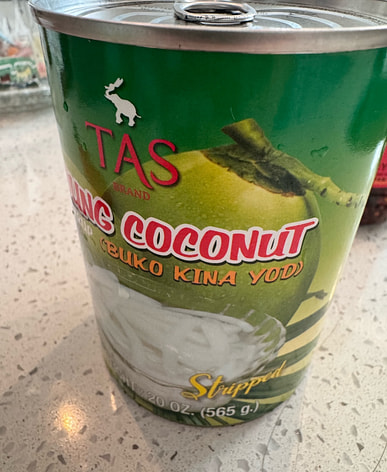 TAS
BRAND
COCONUT
(BUKO KINA YOD)
Stripped
20 OZ. (565 g.)